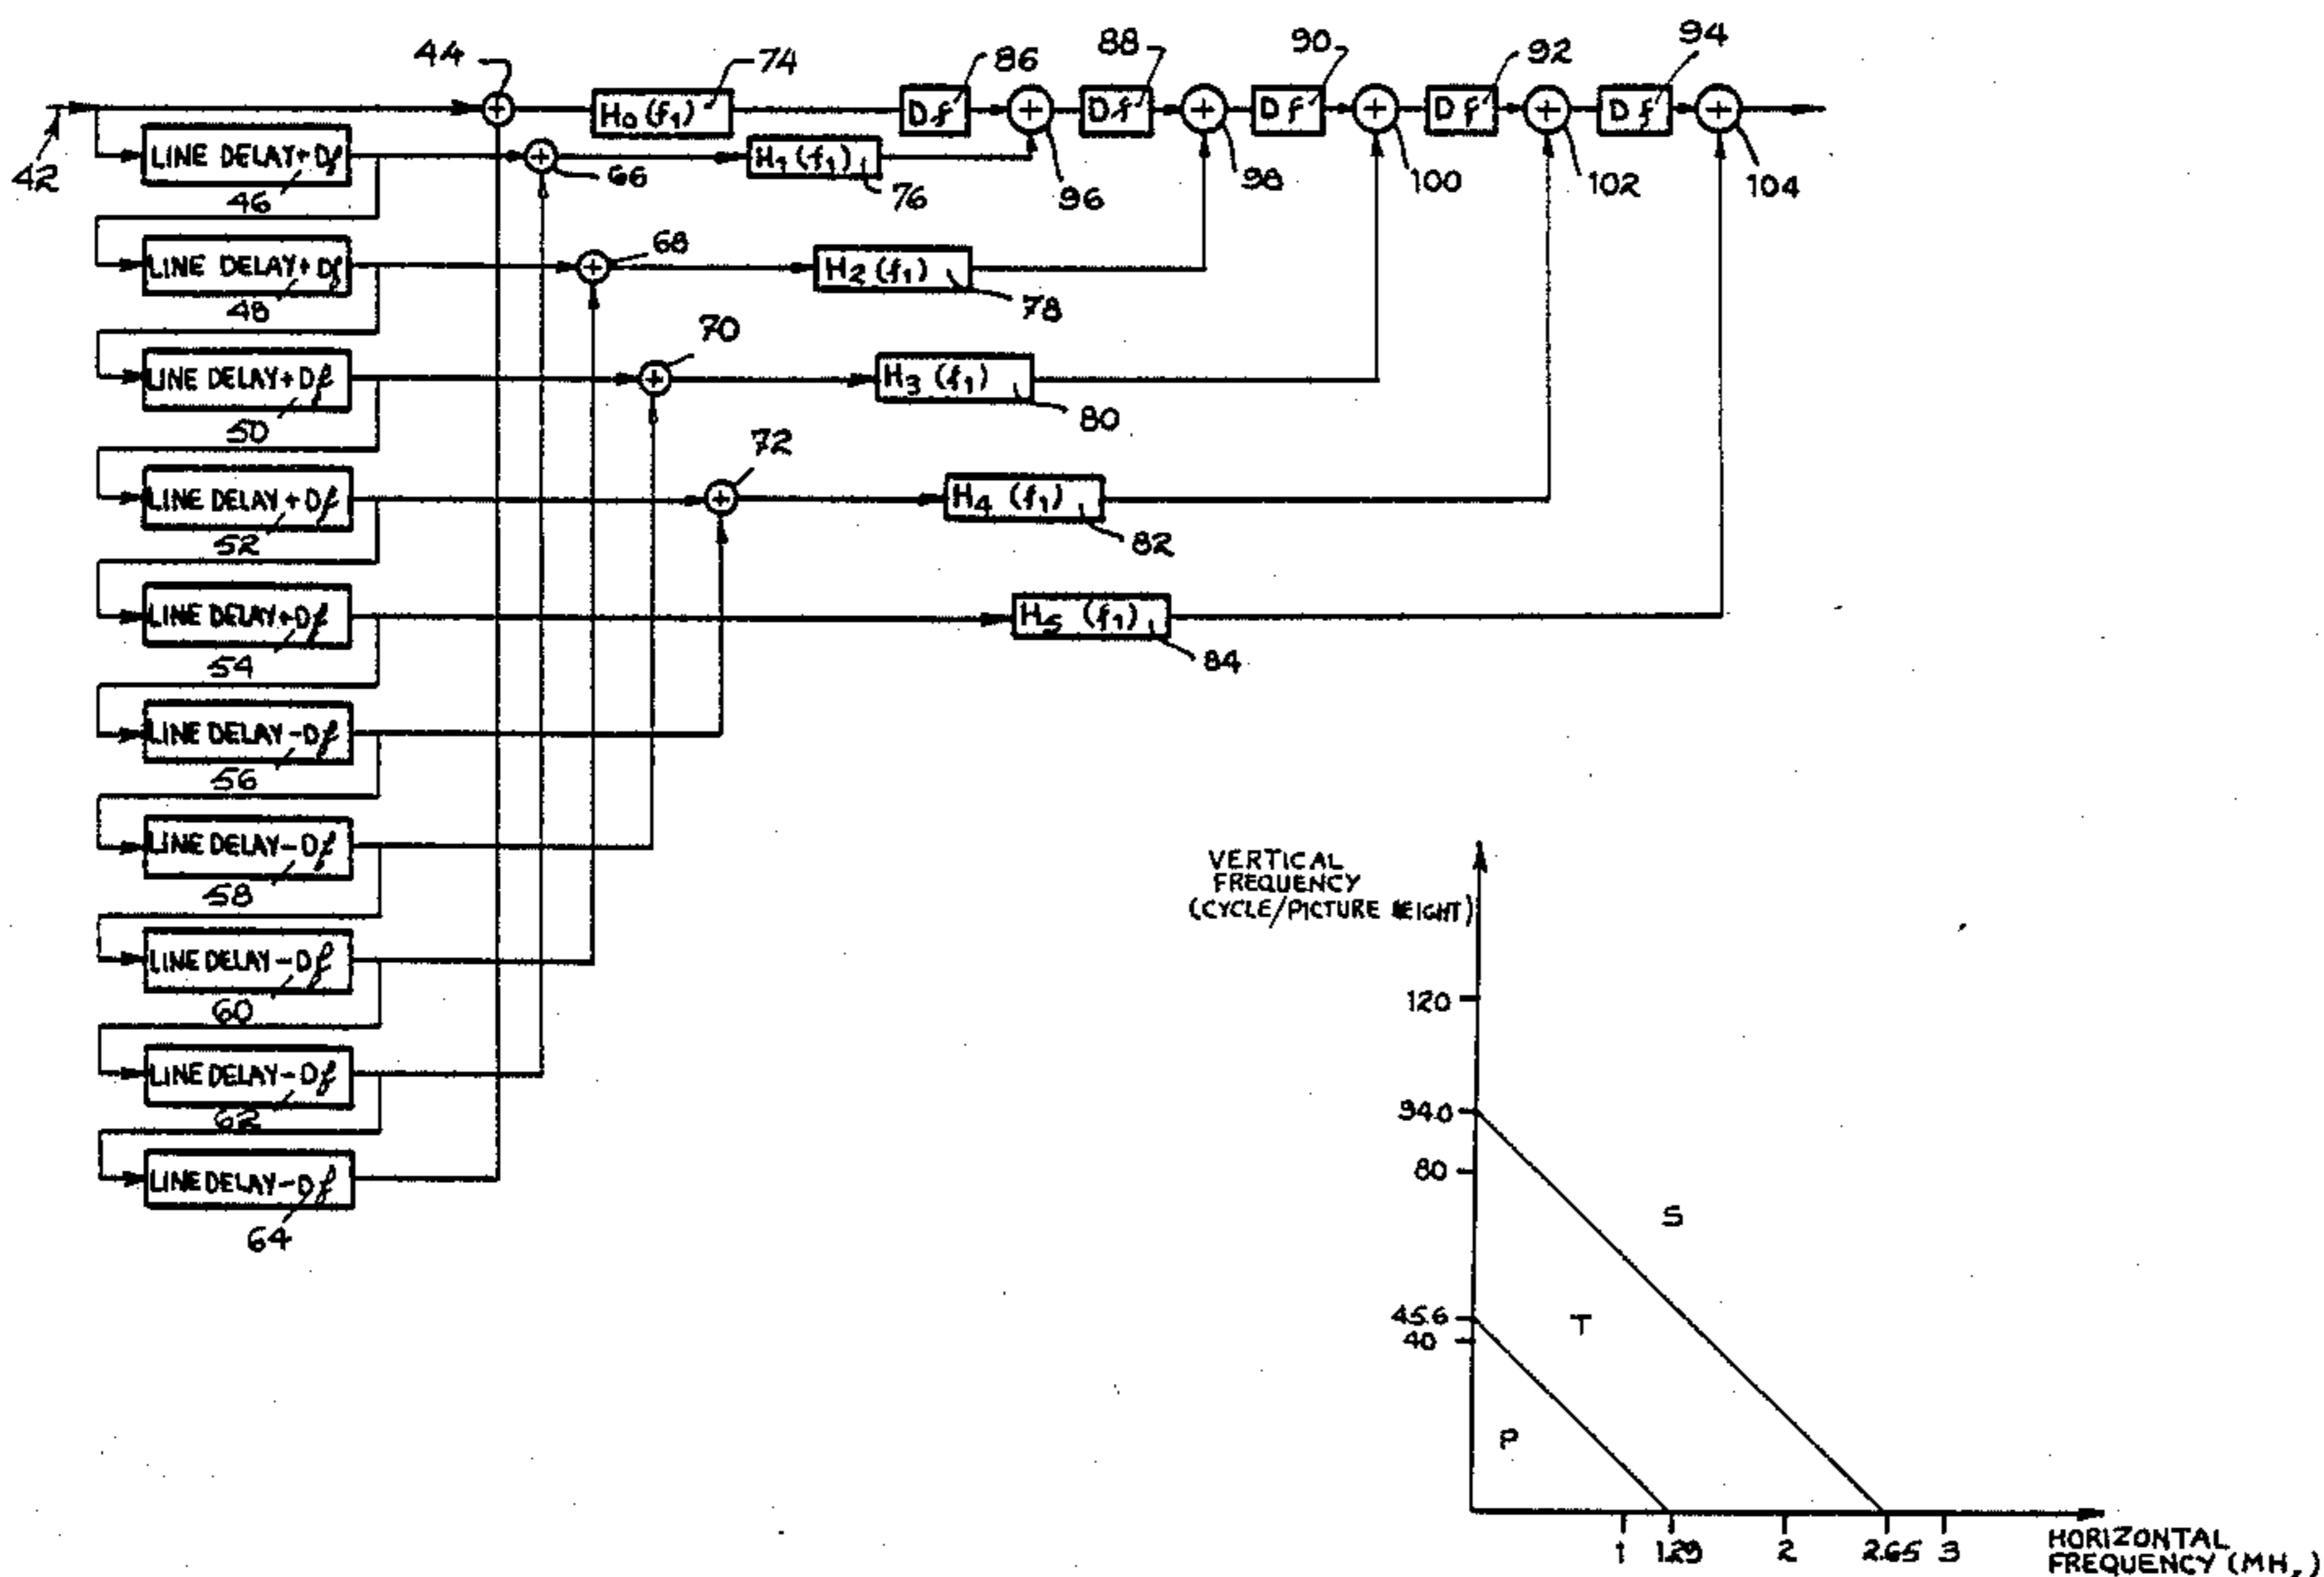 44
74
86
88
90
92
94
42
H0 (f1)
Df
Df
Df
Df
Df
LINE DELAY+Df
46
66
H1 (f1)
76
96
98
100
102
104
LINE DELAY+Df
48
68
H2 (f1)
78
LINE DELAY+Df
50
70
H3 (f1)
80
LINE DELAY+Df
52
72
H4 (f1)
82
LINE DELAY+Df
54
H5 (f1)
84
LINE DELAY-Df
56
LINE DELAY-Df
58
LINE DELAY-Df
60
LINE DELAY-Df
62
LINE DELAY-Df
64
VERTICAL
FREQUENCY
(CYCLE/PICTURE HEIGHT)
120
94.0
80
45.6
40
S
T
P
1
1.29
2
2.65
3
HORIZONTAL
FREQUENCY (MHz)